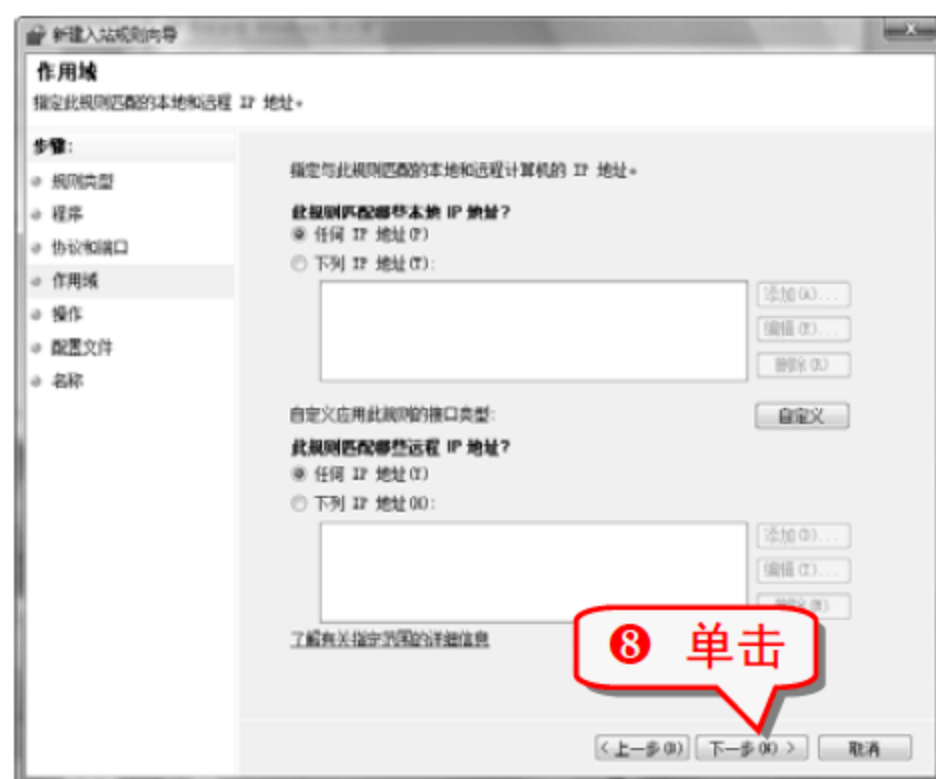 新建入站规则向导
作用域
指定此规则匹配的本地和远程 IP 地址。
步骤:
规则类型
程序
协议和端口
作用域
操作
配置文件
名称
指定与此规则匹配的本地和远程计算机的 IP 地址。
此规则匹配哪些本地 IP 地址?
任何 IP 地址(P)
下列 IP 地址(T):
添加(A)...
编辑(E)...
删除(R)
自定义应用此规则的接口类型:
自定义
此规则匹配哪些远程 IP 地址?
任何 IP 地址(Y)
下列 IP 地址(H):
添加(D)...
编辑(I)...
删除(M)
了解有关指定范围的详细信息
❽ 单击
< 上一步(B)
下一步(N) >
取消